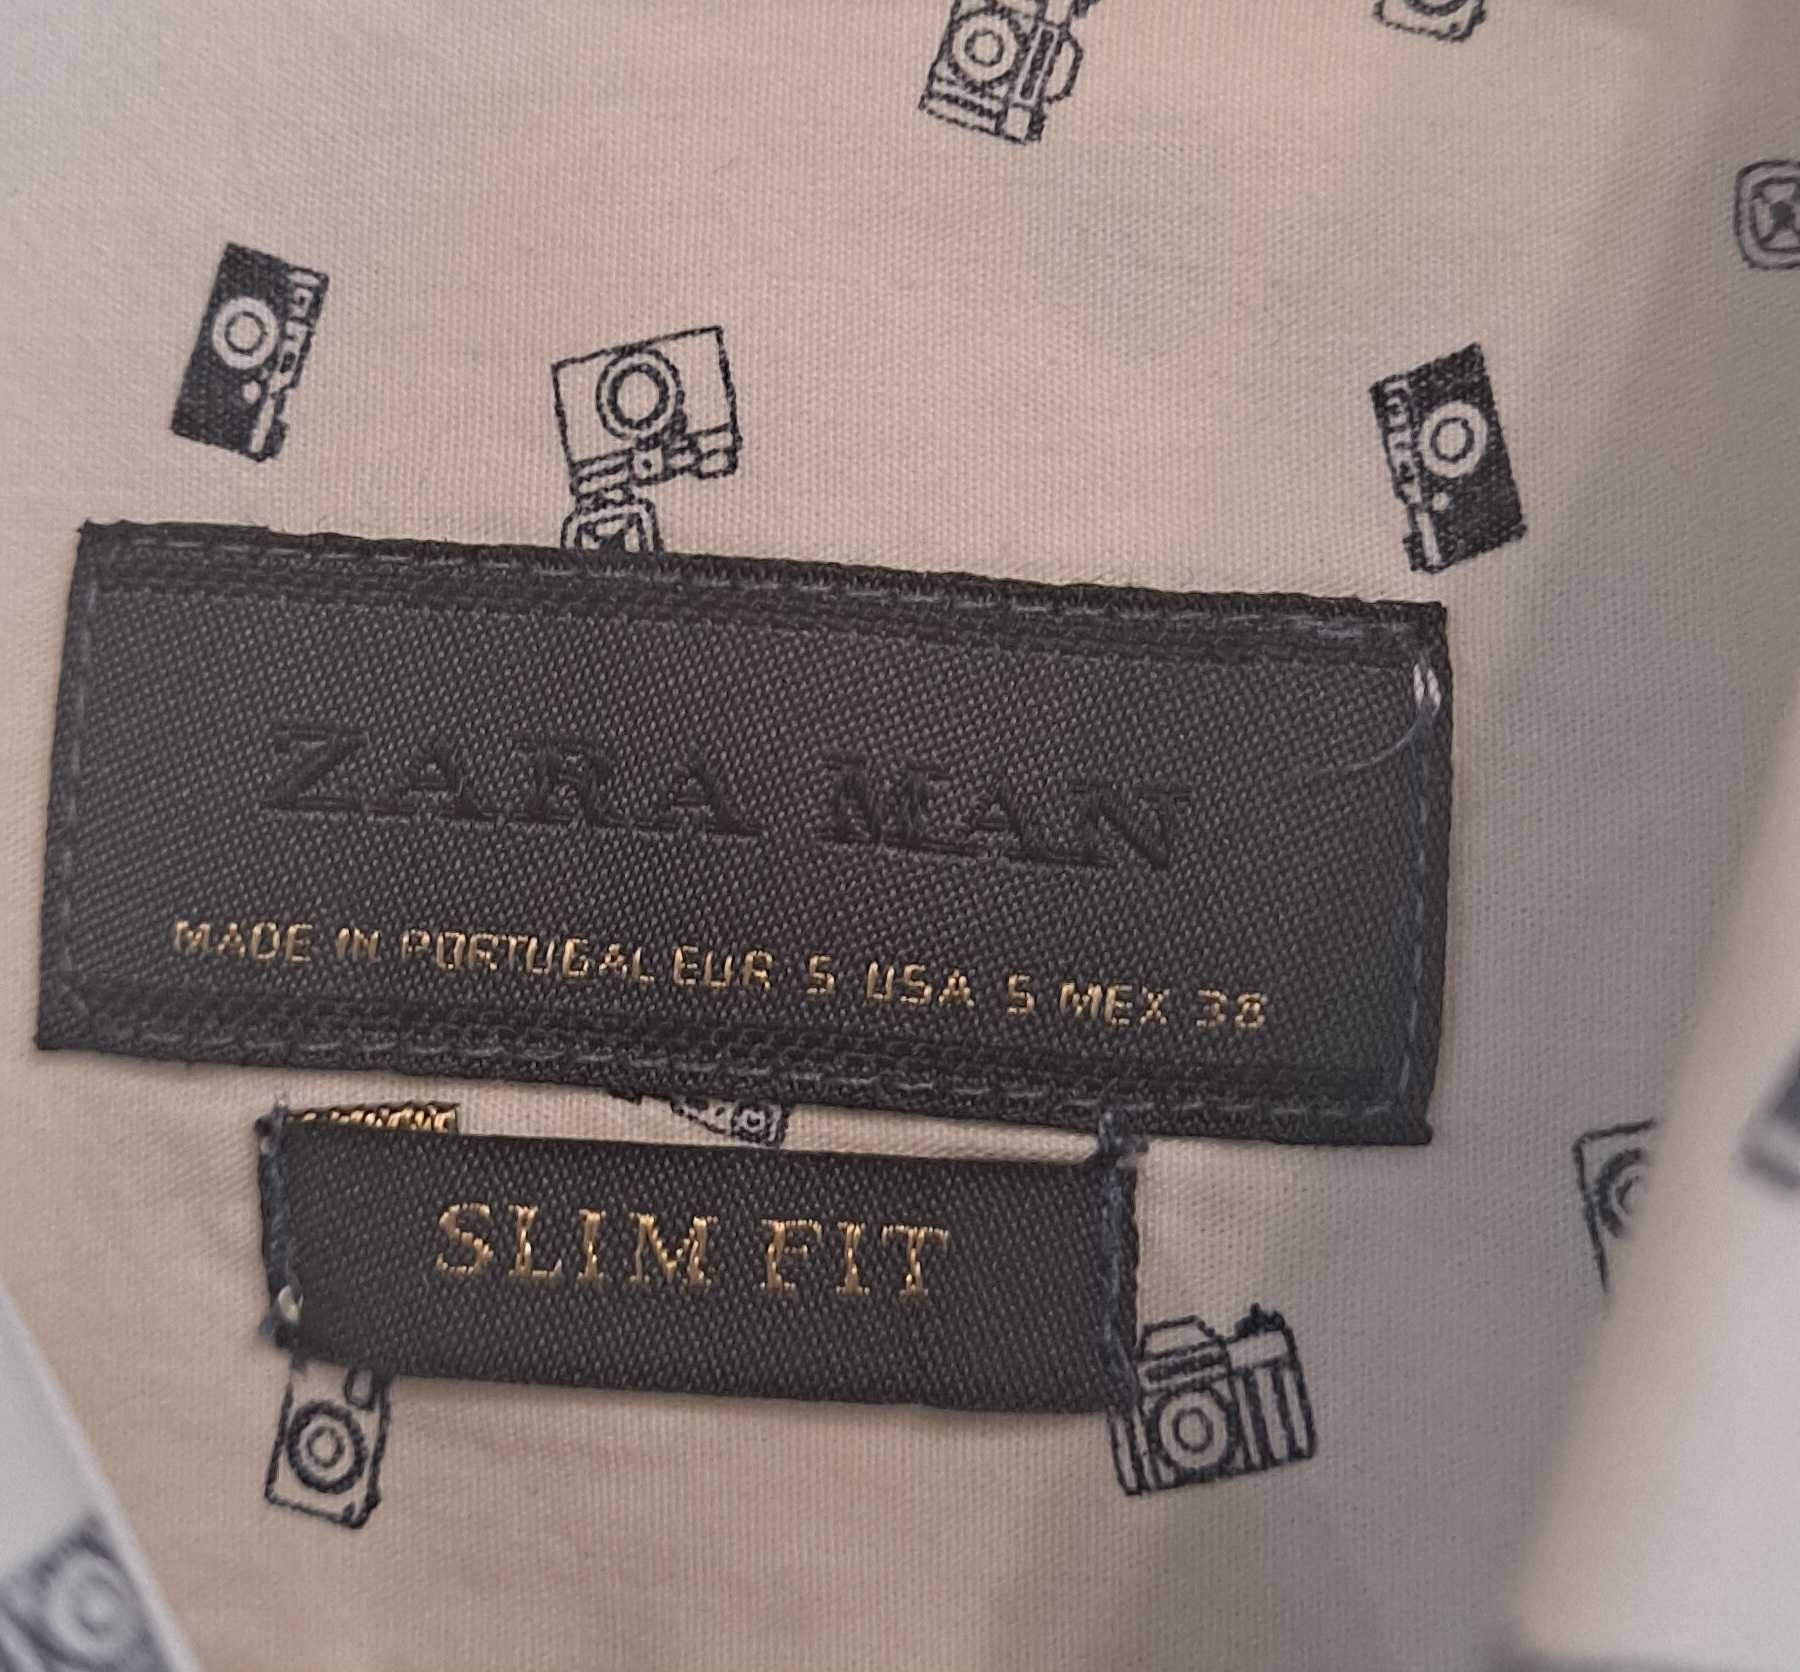 ZARA MAN
MADE IN PORTUGAL EUR S USA S MEX 38
SLIM FIT